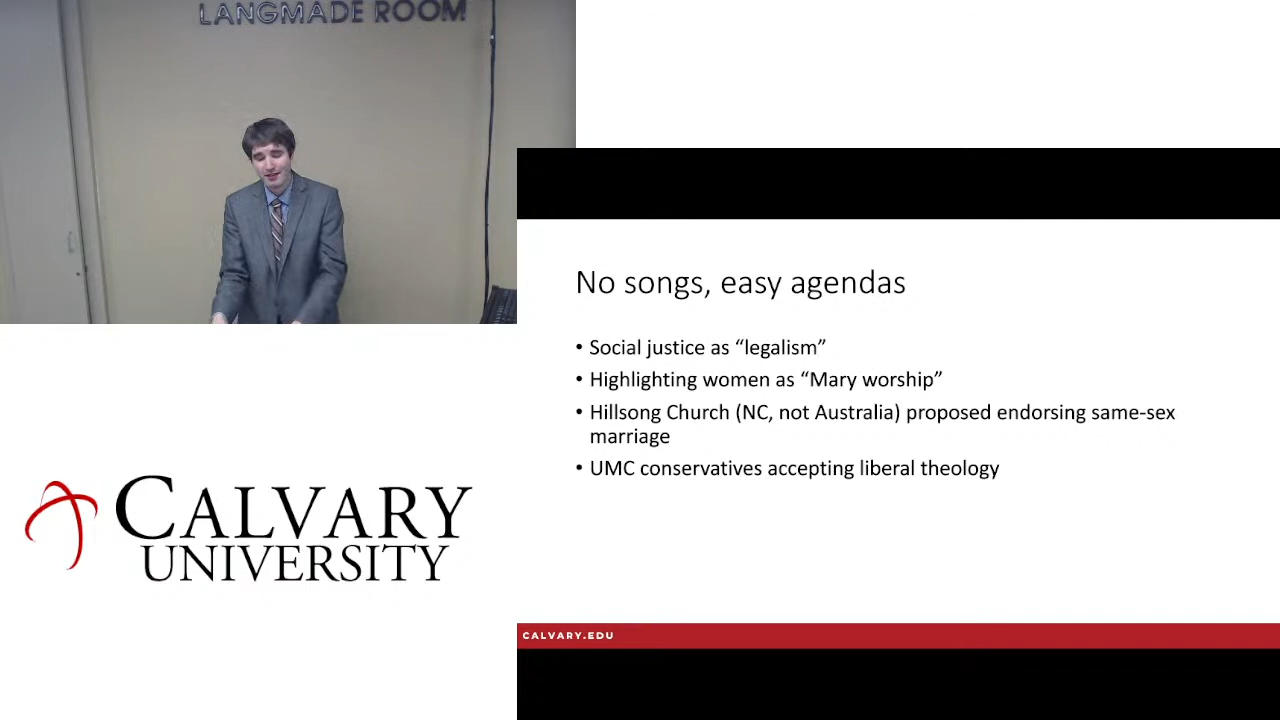 LANGMADE ROOM
No songs, easy agendas
• Social justice as “legalism”
• Highlighting women as “Mary worship”
• Hillsong Church (NC, not Australia) proposed endorsing same-sex
marriage
• UMC conservatives accepting liberal theology
CALVARY
UNIVERSITY
CALVARY.EDU